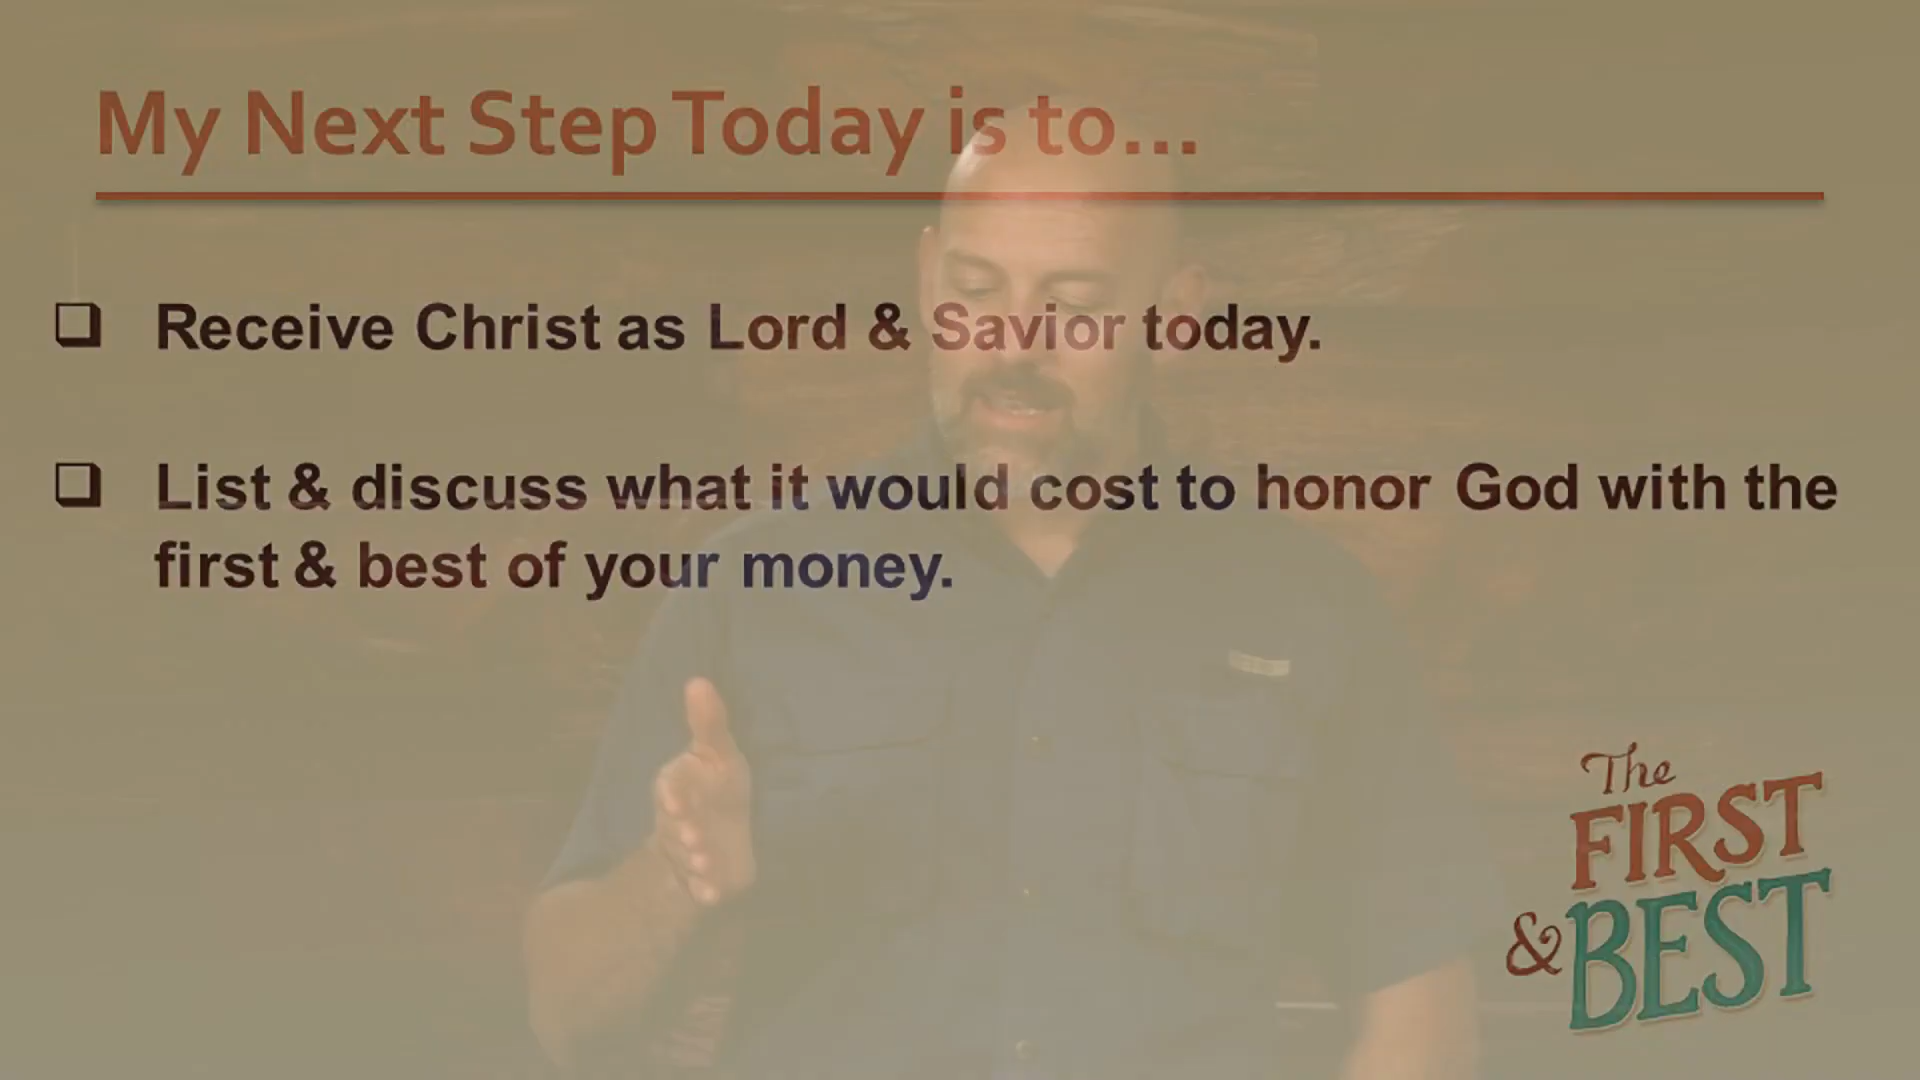 My Next Step Today is to...
Receive Christ as Lord & Savior today.
List & discuss what it would cost to honor God with the
first & best of your money.
The
FIRST
& BEST